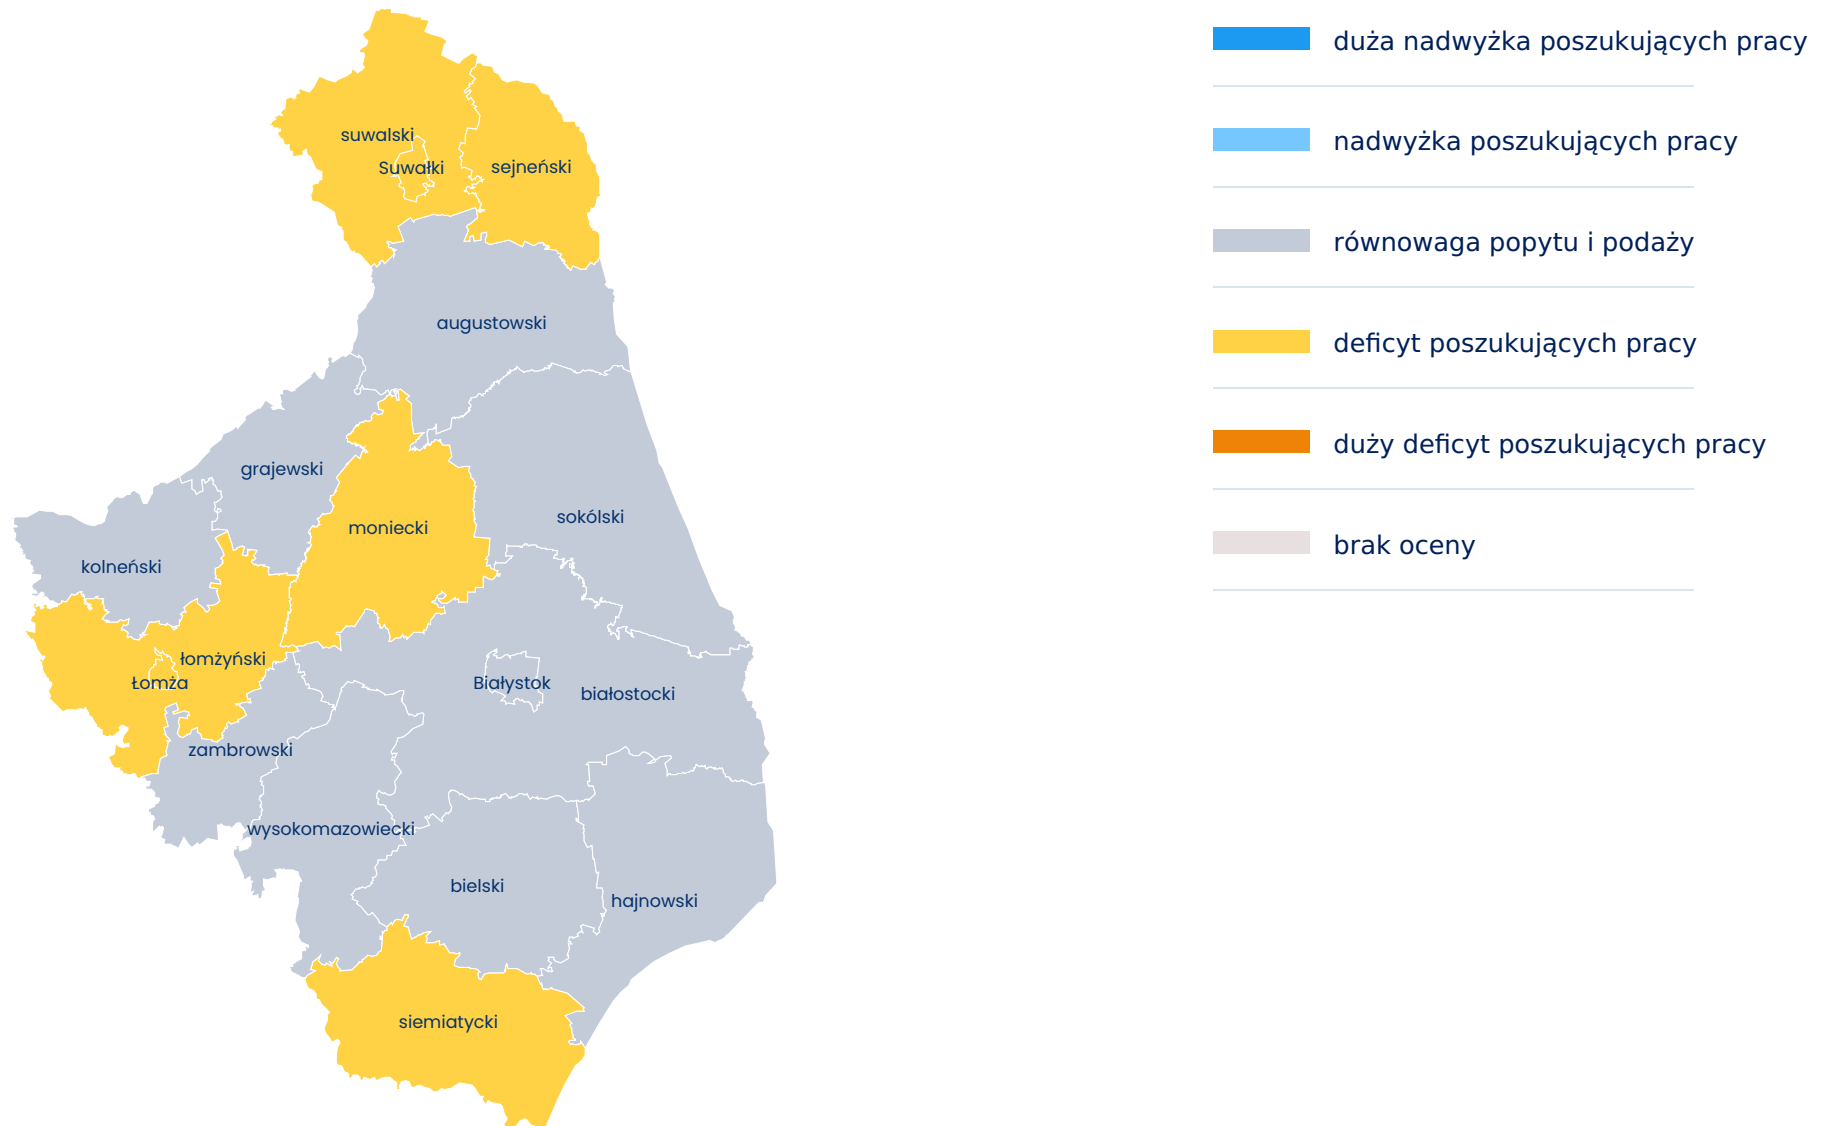 suwalski
Suwałki
sejneński
augustowski
grajewski
sokólski
moniecki
kolneński
łomżyński
Łomża
Białystok
białostocki
zambrowski
wysokomazowiecki
bielski
hajnowski
siemiatycki
duża nadwyżka poszukujących pracy
nadwyżka poszukujących pracy
równowaga popytu i podaży
deficyt poszukujących pracy
duży deficyt poszukujących pracy
brak oceny